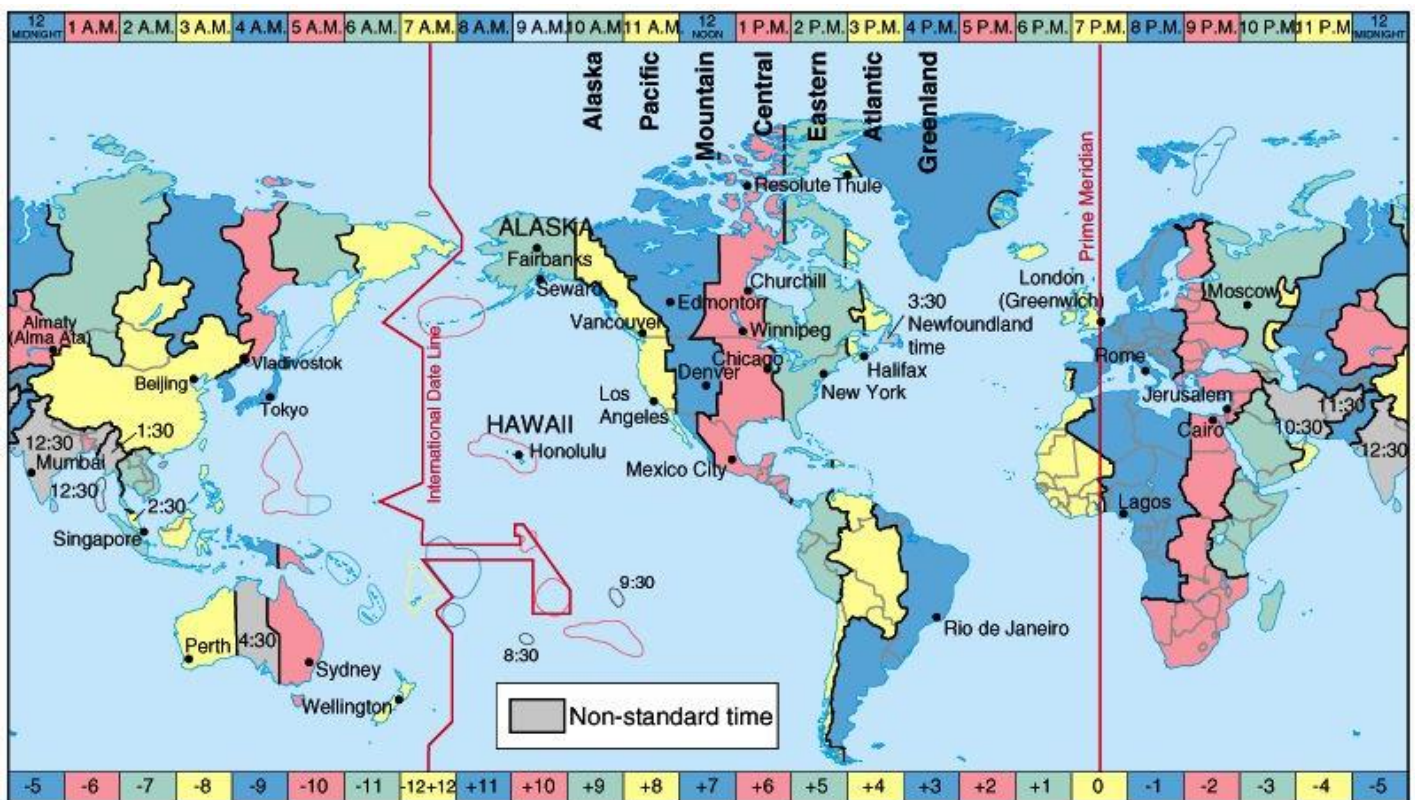 12 MIDNIGHT 1 A.M. 2 A.M. 3 A.M. 4 A.M. 5 A.M. 6 A.M. 7 A.M. 8 A.M. 9 A.M. 10 A.M. 11 A.M. 12 NOON 1 P.M. 2 P.M. 3 P.M. 4 P.M. 5 P.M. 6 P.M. 7 P.M. 8 P.M. 9 P.M. 10 P.M. 11 P.M. 12 MIDNIGHT
Alaska
Pacific
Mountain
Central
Eastern
Atlantic
Greenland
Prime Meridian
International Date Line
Resolute
Thule
ALASKA
Fairbanks
Seward
Churchill
Edmonton
Vancouver
Winnipeg
3:30
Newfoundland
time
London
(Greenwich)
Moscow
Almaty
(Alma Ata)
Vladivostok
Beijing
Tokyo
Chicago
Denver
Halifax
New York
Los
Angeles
Rome
Jerusalem
Cairo
11:30
10:30
12:30
HAWAII
Honolulu
Mexico City
12:30
Mumbai
12:30
1:30
2:30
Singapore
Lagos
9:30
8:30
Perth
4:30
Sydney
Wellington
Rio de Janeiro
Non-standard time
-5 -6 -7 -8 -9 -10 -11 -12 +12 +11 +10 +9 +8 +7 +6 +5 +4 +3 +2 +1 0 -1 -2 -3 -4 -5